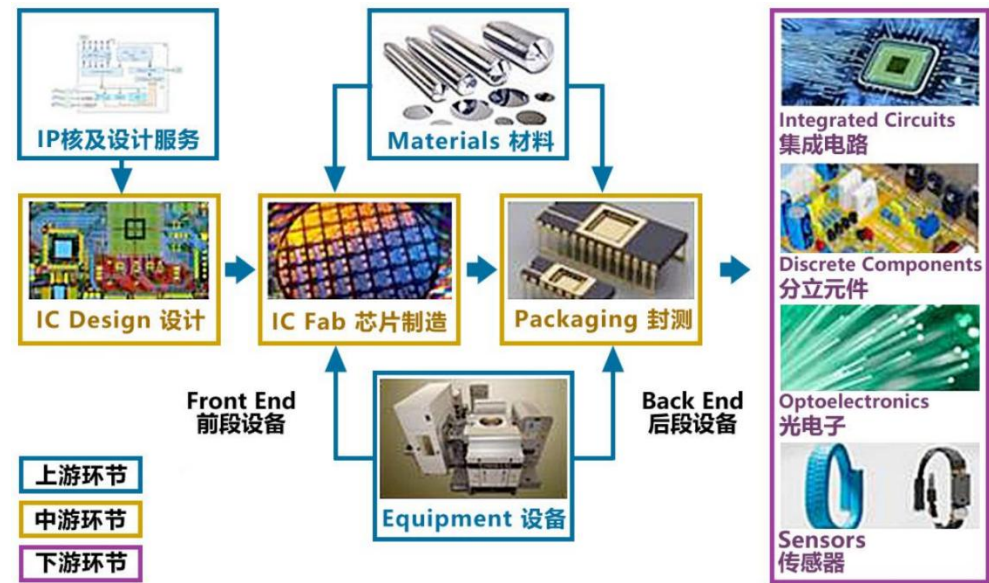 IP核及设计服务
Materials 材料
IC Design 设计
IC Fab 芯片制造
Packaging 封测
Front End
前段设备
Back End
后段设备
Equipment 设备
上游环节
中游环节
下游环节
Integrated Circuits
集成电路
Discrete Components
分立元件
Optoelectronics
光电子
Sensors
传感器